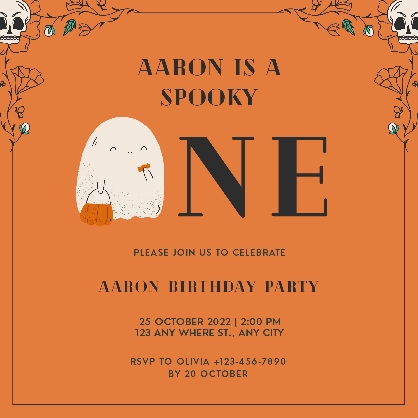 AARON IS A
SPOOKY
NE
PLEASE JOIN US TO CELEBRATE
AARON BIRTHDAY PARTY
25 OCTOBER 2022 | 2:00 PM
123 ANY WHERE ST., ANY CITY
RSVP TO OLIVIA +123-456-7890
BY 20 OCTOBER